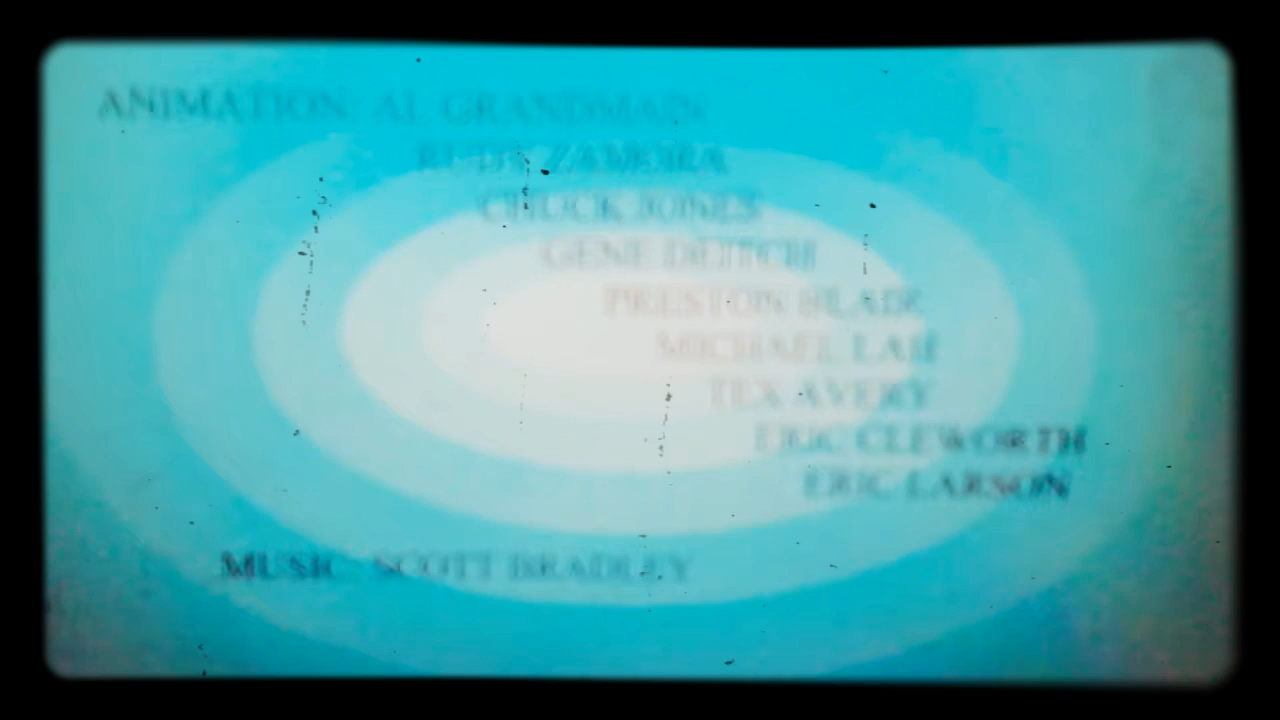 ANIMATION: AL GRANDMAIN
RUDY ZAMORA
CHUCK JONES
GENE DEITCH
PRESTON BLAIR
MICHAEL LAH
TEX AVERY
ERIC CLEWORTH
ERIC LARSON
MUSIC: SCOTT BRADLEY